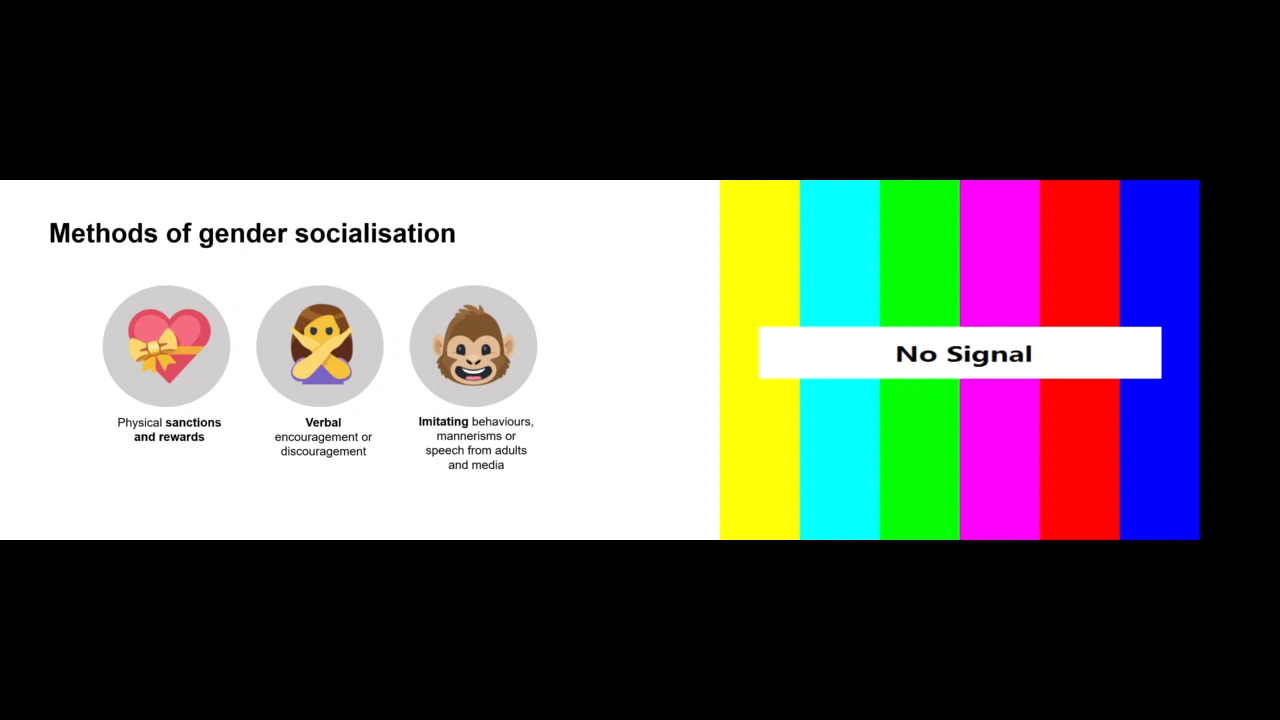 Methods of gender socialisation
Physical sanctions
and rewards
Verbal
encouragement or
discouragement
Imitating behaviours,
mannerisms or
speech from adults
and media
No Signal